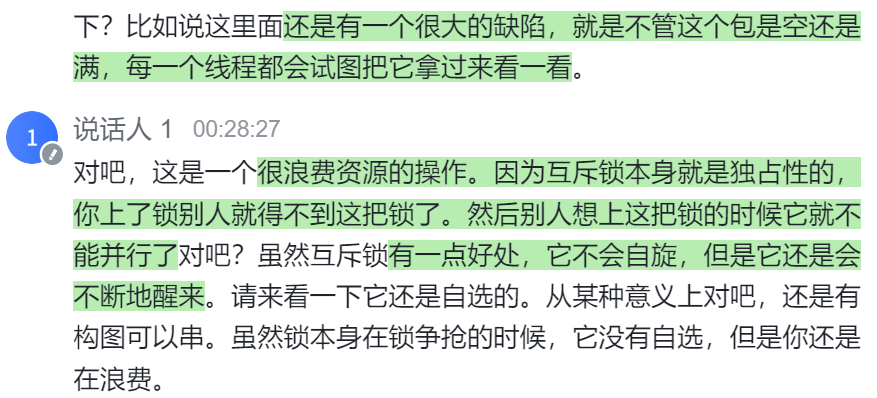 下？比如说这里面还是有一个很大的缺陷，就是不管这个包是空还是
满，每一个线程都会试图把它拿过来看一看。
1
说话人 1 00:28:27
对吧，这是一个很浪费资源的操作。因为互斥锁本身就是独占性的，
你上了锁别人就得不到这把锁了。然后别人想上这把锁的时候它就不
能并行了对吧？虽然互斥锁有一点好处，它不会自旋，但是它还是会
不断地醒来。请来看一下它还是自选的。从某种意义上对吧，还是有
构图可以串。虽然锁本身在锁争抢的时候，它没有自选，但是你还是
在浪费。